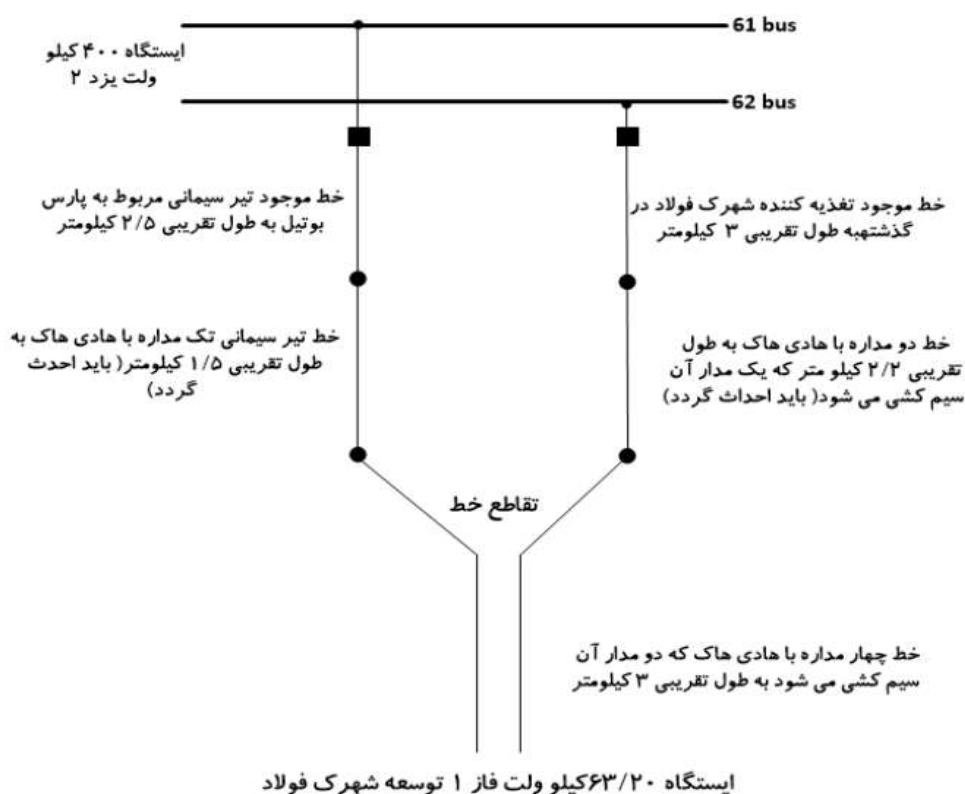 61 bus
ایستگاه ۴۰۰ کیلو
ولت یزد ۲
62 bus
خط موجود تیر سیمانی مربوط به پارس
بوتیل به طول تقریبی ۲/۵ کیلومتر
خط موجود تغذیه کننده شهرک فولاد در
گذشتهبه طول تقریبی ۳ کیلومتر
خط تیر سیمانی تک مداره با هادی هاک به
طول تقریبی ۱/۵ کیلومتر( باید احدث
گردد)
خط دو مداره با هادی هاک به طول
تقریبی ۲/۲ کیلو متر که یک مدار آن
سیم کشی می شود( باید احداث گردد)
تقاطع خط
خط چهار مداره با هادی هاک که دو مدار آن
سیم کشی می شود به طول تقریبی ۳ کیلومتر
ایستگاه ۶۳/۲۰کیلو ولت فاز ۱ توسعه شهرک فولاد